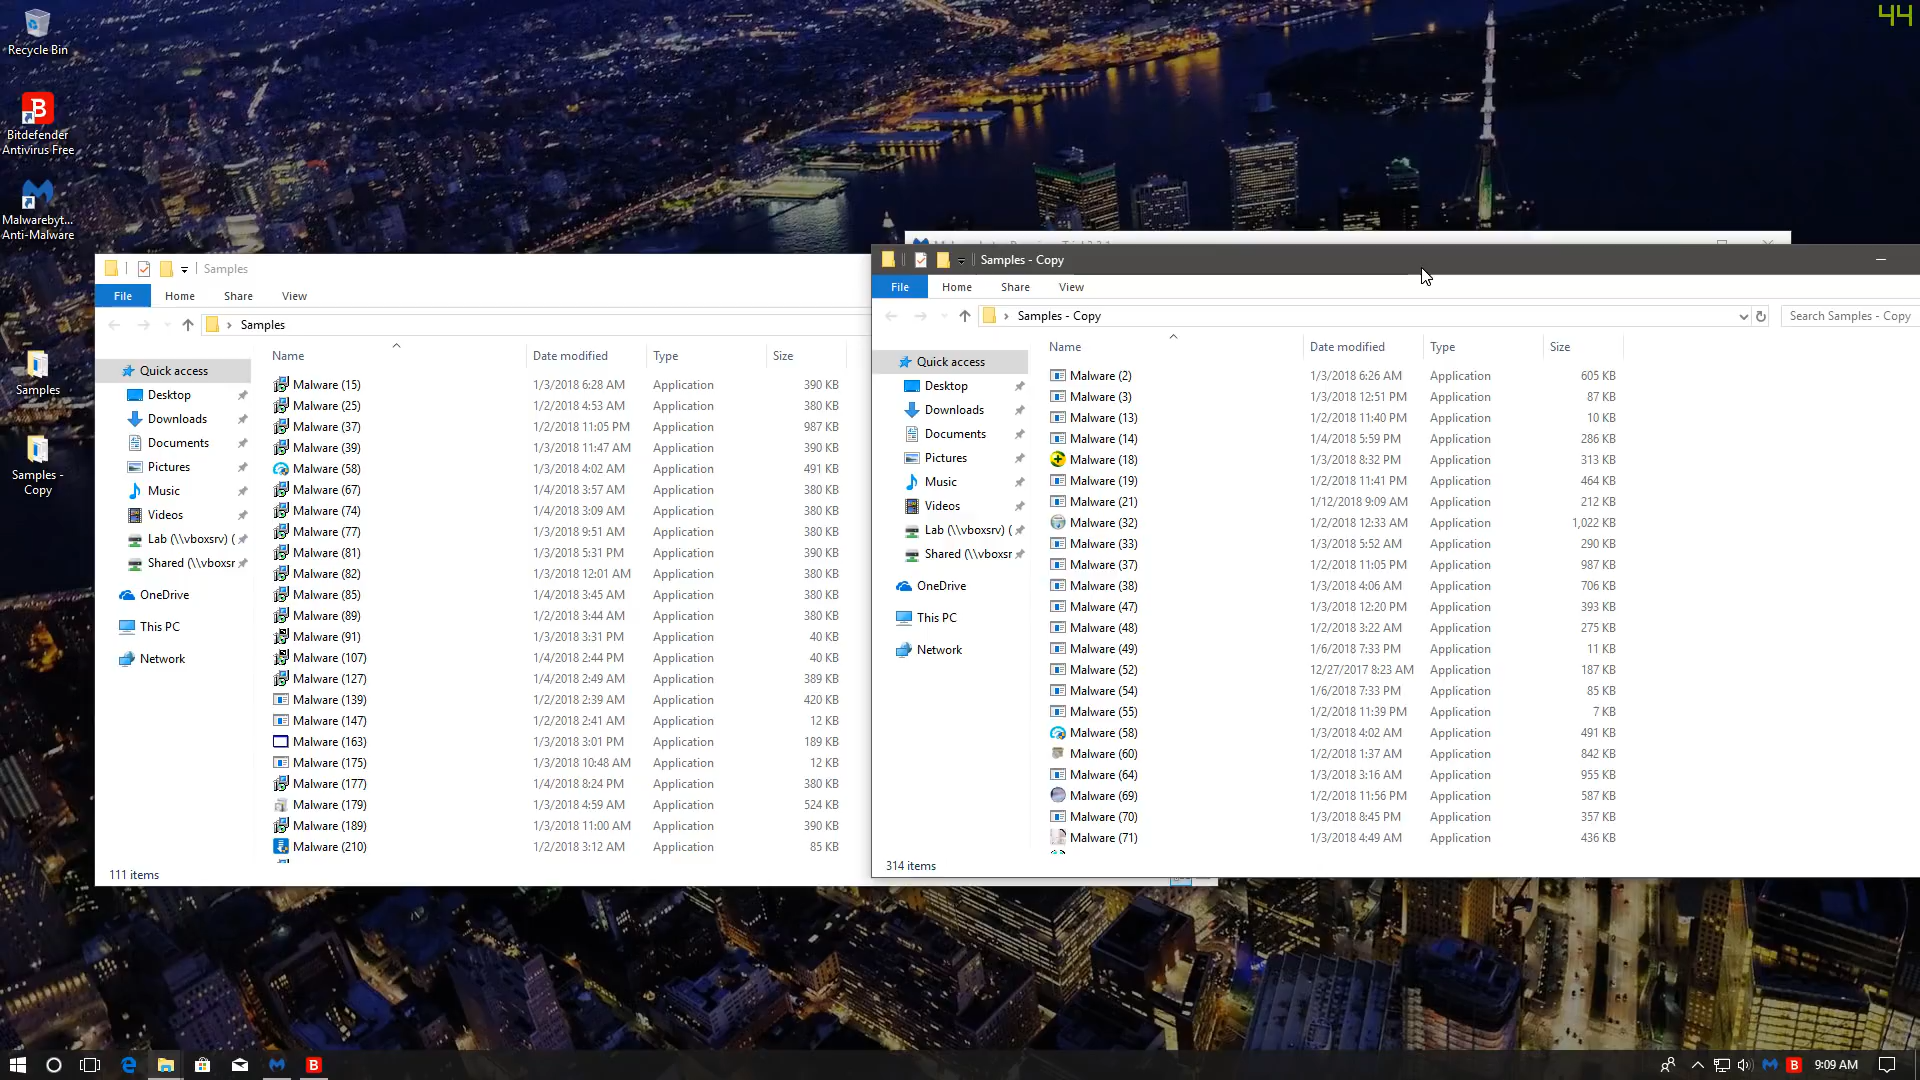 44
Recycle Bin
Bitdefender
Antivirus Free
Malwarebyt...
Anti-Malware
Samples
Samples -
Copy
Samples
File Home Share View
Samples
Name Date modified Type Size
Quick access
Desktop
Downloads
Documents
Pictures
Music
Videos
Lab (\\vboxsrv) (
Shared (\\vboxsr
OneDrive
This PC
Network
Malware (15) 1/3/2018 6:28 AM Application 390 KB
Malware (25) 1/2/2018 4:53 AM Application 380 KB
Malware (37) 1/2/2018 11:05 PM Application 987 KB
Malware (39) 1/3/2018 11:47 AM Application 390 KB
Malware (58) 1/3/2018 4:02 AM Application 491 KB
Malware (67) 1/4/2018 3:57 AM Application 380 KB
Malware (74) 1/4/2018 3:09 AM Application 380 KB
Malware (77) 1/3/2018 9:51 AM Application 380 KB
Malware (81) 1/3/2018 5:31 PM Application 390 KB
Malware (82) 1/3/2018 12:01 AM Application 380 KB
Malware (85) 1/4/2018 3:45 AM Application 380 KB
Malware (89) 1/2/2018 3:44 AM Application 380 KB
Malware (91) 1/3/2018 3:31 PM Application 40 KB
Malware (107) 1/4/2018 2:44 PM Application 40 KB
Malware (127) 1/4/2018 2:49 AM Application 389 KB
Malware (139) 1/2/2018 2:39 AM Application 420 KB
Malware (147) 1/2/2018 2:41 AM Application 12 KB
Malware (163) 1/3/2018 3:01 PM Application 189 KB
Malware (175) 1/3/2018 10:48 AM Application 12 KB
Malware (177) 1/4/2018 8:24 PM Application 380 KB
Malware (179) 1/3/2018 4:59 AM Application 524 KB
Malware (189) 1/3/2018 11:00 AM Application 390 KB
Malware (210) 1/2/2018 3:12 AM Application 85 KB
111 items
Samples - Copy
File Home Share View
Samples - Copy
Search Samples - Copy
Name Date modified Type Size
Quick access
Desktop
Downloads
Documents
Pictures
Music
Videos
Lab (\\vboxsrv) (
Shared (\\vboxsr
OneDrive
This PC
Network
Malware (2) 1/3/2018 6:26 AM Application 605 KB
Malware (3) 1/3/2018 12:51 PM Application 87 KB
Malware (13) 1/2/2018 11:40 PM Application 10 KB
Malware (14) 1/4/2018 5:59 PM Application 286 KB
Malware (18) 1/3/2018 8:32 PM Application 313 KB
Malware (19) 1/2/2018 11:41 PM Application 464 KB
Malware (21) 1/12/2018 9:09 AM Application 212 KB
Malware (32) 1/2/2018 12:33 AM Application 1,022 KB
Malware (33) 1/3/2018 5:52 AM Application 290 KB
Malware (37) 1/2/2018 11:05 PM Application 987 KB
Malware (38) 1/3/2018 4:06 AM Application 706 KB
Malware (47) 1/3/2018 12:20 PM Application 393 KB
Malware (48) 1/2/2018 3:22 AM Application 275 KB
Malware (49) 1/6/2018 7:33 PM Application 11 KB
Malware (52) 12/27/2017 8:23 AM Application 187 KB
Malware (54) 1/6/2018 7:33 PM Application 85 KB
Malware (55) 1/2/2018 11:39 PM Application 7 KB
Malware (58) 1/3/2018 4:02 AM Application 491 KB
Malware (60) 1/2/2018 1:37 AM Application 842 KB
Malware (64) 1/3/2018 3:16 AM Application 955 KB
Malware (69) 1/2/2018 11:56 PM Application 587 KB
Malware (70) 1/3/2018 8:45 PM Application 357 KB
Malware (71) 1/3/2018 4:49 AM Application 436 KB
314 items
9:09 AM